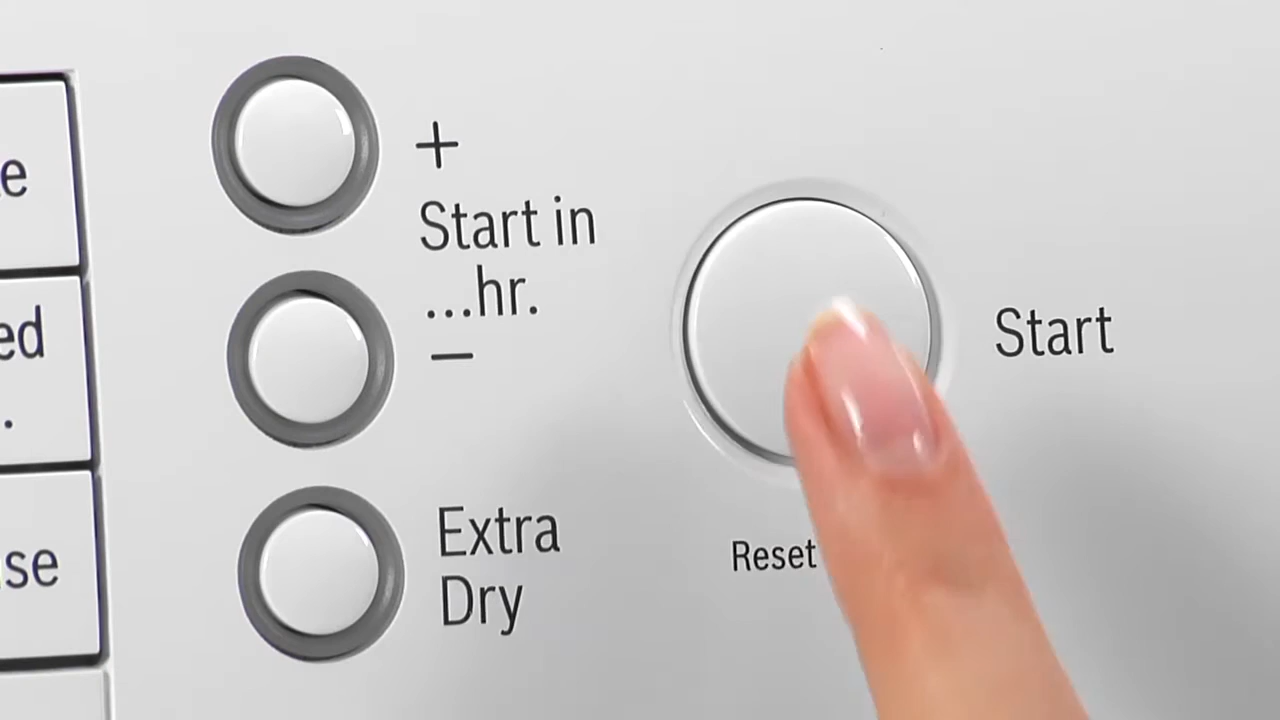 +
Start in
...hr.
−
Extra
Dry
Start
Reset